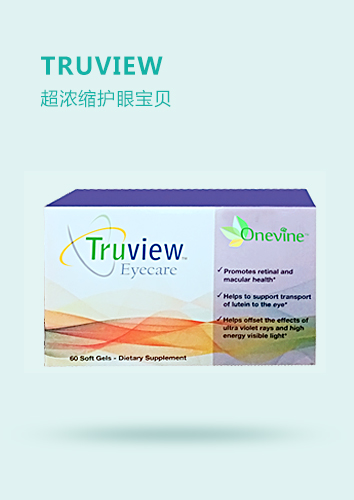 TRUVIEW
超浓缩护眼宝贝
Truview™
Eyecare
Onevine™
✓ Promotes retinal and
macular health*
✓ Helps to support transport
of lutein to the eye*
✓ Helps offset the effects of
ultra violet rays and high
energy visible light*
60 Soft Gels - Dietary Supplement